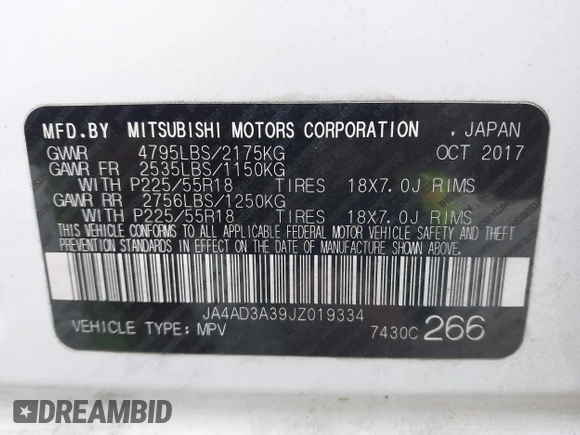 MFD.BY MITSUBISHI MOTORS CORPORATION , JAPAN
GVWR 4795LBS/2175KG OCT 2017
GAWR FR 2535LBS/1150KG
WITH P225/55R18 TIRES 18X7.0J RIMS
GAWR RR 2756LBS/1250KG
WITH P225/55R18 TIRES 18X7.0J RIMS
THIS VEHICLE CONFORMS TO ALL APPLICABLE FEDERAL MOTOR VEHICLE SAFETY AND THEFT
PREVENTION STANDARDS IN EFFECT ON THE DATE OF MANUFACTURE SHOWN ABOVE.
JA4AD3A39JZ019334
VEHICLE TYPE: MPV 7430C 266
DREAMBID